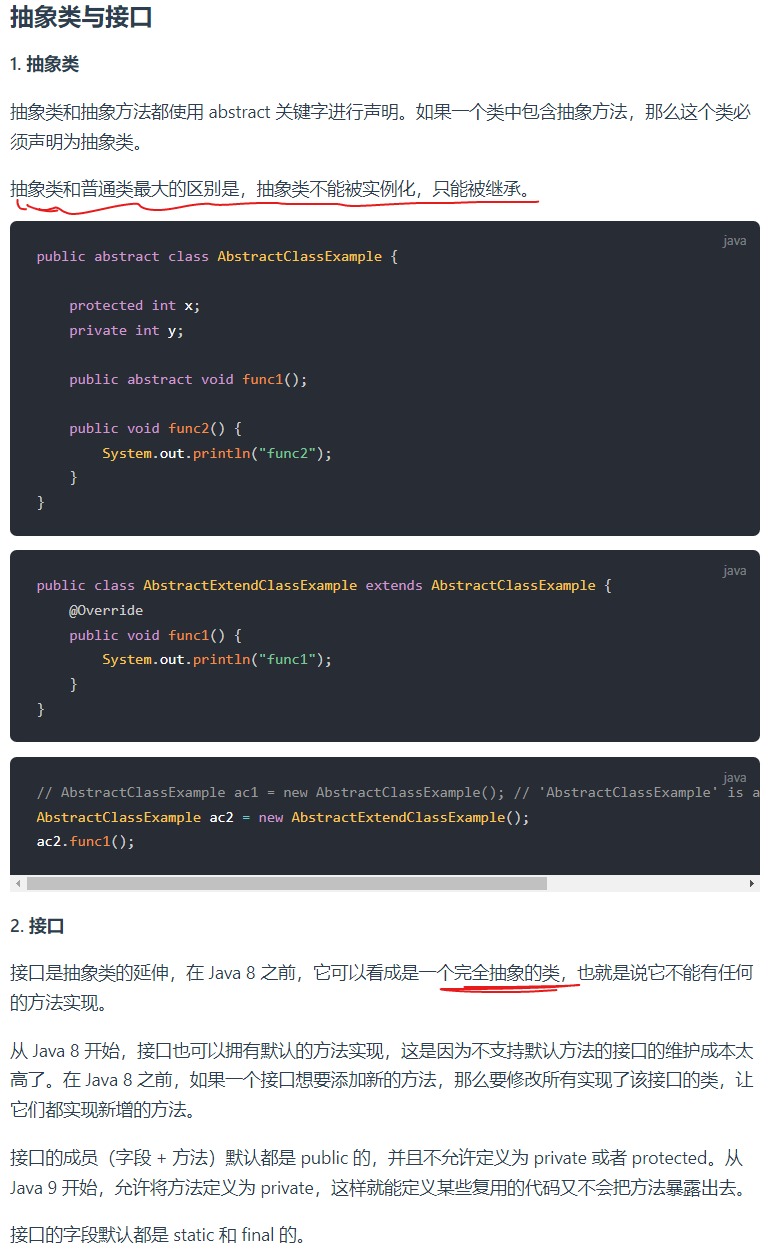 抽象类与接口
1. 抽象类
抽象类和抽象方法都使用 abstract 关键字进行声明。如果一个类中包含抽象方法，那么这个类必
须声明为抽象类。
抽象类和普通类最大的区别是，抽象类不能被实例化，只能被继承。
java
public abstract class AbstractClassExample {
    protected int x;
    private int y;
    public abstract void func1();
    public void func2() {
        System.out.println("func2");
    }
}
java
public class AbstractExtendClassExample extends AbstractClassExample {
    @Override
    public void func1() {
        System.out.println("func1");
    }
}
java
// AbstractClassExample ac1 = new AbstractClassExample(); // 'AbstractClassExample' is a
AbstractClassExample ac2 = new AbstractExtendClassExample();
ac2.func1();
2. 接口
接口是抽象类的延伸，在 Java 8 之前，它可以看成是一个完全抽象的类，也就是说它不能有任何
的方法实现。
从 Java 8 开始，接口也可以拥有默认的方法实现，这是因为不支持默认方法的接口的维护成本太
高了。在 Java 8 之前，如果一个接口想要添加新的方法，那么要修改所有实现了该接口的类，让
它们都实现新增的方法。
接口的成员（字段 + 方法）默认都是 public 的，并且不允许定义为 private 或者 protected。从
Java 9 开始，允许将方法定义为 private，这样就能定义某些复用的代码又不会把方法暴露出去。
接口的字段默认都是 static 和 final 的。